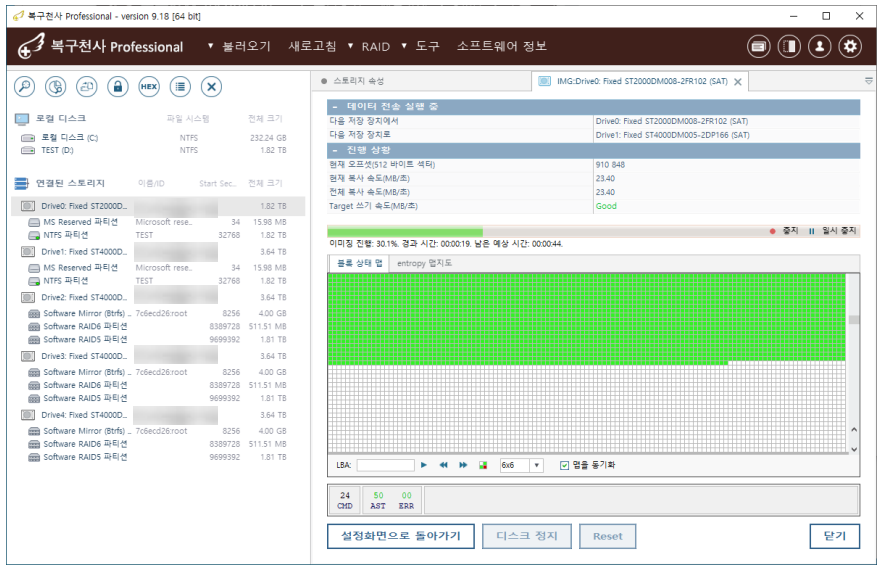 복구천사 Professional - version 9.18 [64 bit]
복구천사 Professional ▼ 불러오기 새로고침 ▼ RAID ▼ 도구 소프트웨어 정보
HEX
로컬 디스크 파일 시스템 전체 크기
로컬 디스크 (C:) NTFS 232.24 GB
TEST (D:) NTFS 1.82 TB
연결된 스토리지 이름/ID Start Sec... 전체 크기
Drive0: Fixed ST2000D... 1.82 TB
MS Reserved 파티션 Microsoft rese... 34 15.98 MB
NTFS 파티션 TEST 32768 1.82 TB
Drive1: Fixed ST4000D... 3.64 TB
MS Reserved 파티션 Microsoft rese... 34 15.98 MB
NTFS 파티션 TEST 32768 1.82 TB
Drive2: Fixed ST4000D... 3.64 TB
Software Mirror (Btrfs) ... 7c6ecd26:root 8256 4.00 GB
Software RAID6 파티션 8389728 511.51 MB
Software RAID5 파티션 9699392 1.81 TB
Drive3: Fixed ST4000D... 3.64 TB
Software Mirror (Btrfs) ... 7c6ecd26:root 8256 4.00 GB
Software RAID6 파티션 8389728 511.51 MB
Software RAID5 파티션 9699392 1.81 TB
Drive4: Fixed ST4000D... 3.64 TB
Software Mirror (Btrfs) ... 7c6ecd26:root 8256 4.00 GB
Software RAID6 파티션 8389728 511.51 MB
Software RAID5 파티션 9699392 1.81 TB
스토리지 속성 IMG:Drive0: Fixed ST2000DM008-2FR102 (SAT)
– 데이터 전송 실행 중
다음 저장 장치에서 Drive0: Fixed ST2000DM008-2FR102 (SAT)
다음 저장 장치로 Drive1: Fixed ST4000DM005-2DP166 (SAT)
– 진행 상황
현재 오프셋(512 바이트 섹터) 910 848
현재 복사 속도(MB/초) 23.40
전체 복사 속도(MB/초) 23.40
Target 쓰기 속도(MB/초) Good
중지 일시 중지
이미징 진행: 30.1%. 경과 시간: 00:00:19. 남은 예상 시간: 00:00:44.
블록 상태 맵 entropy 맵지도
LBA: 6x6 맵을 동기화
24 50 00
CMD AST ERR
설정화면으로 돌아가기 디스크 정지 Reset 닫기